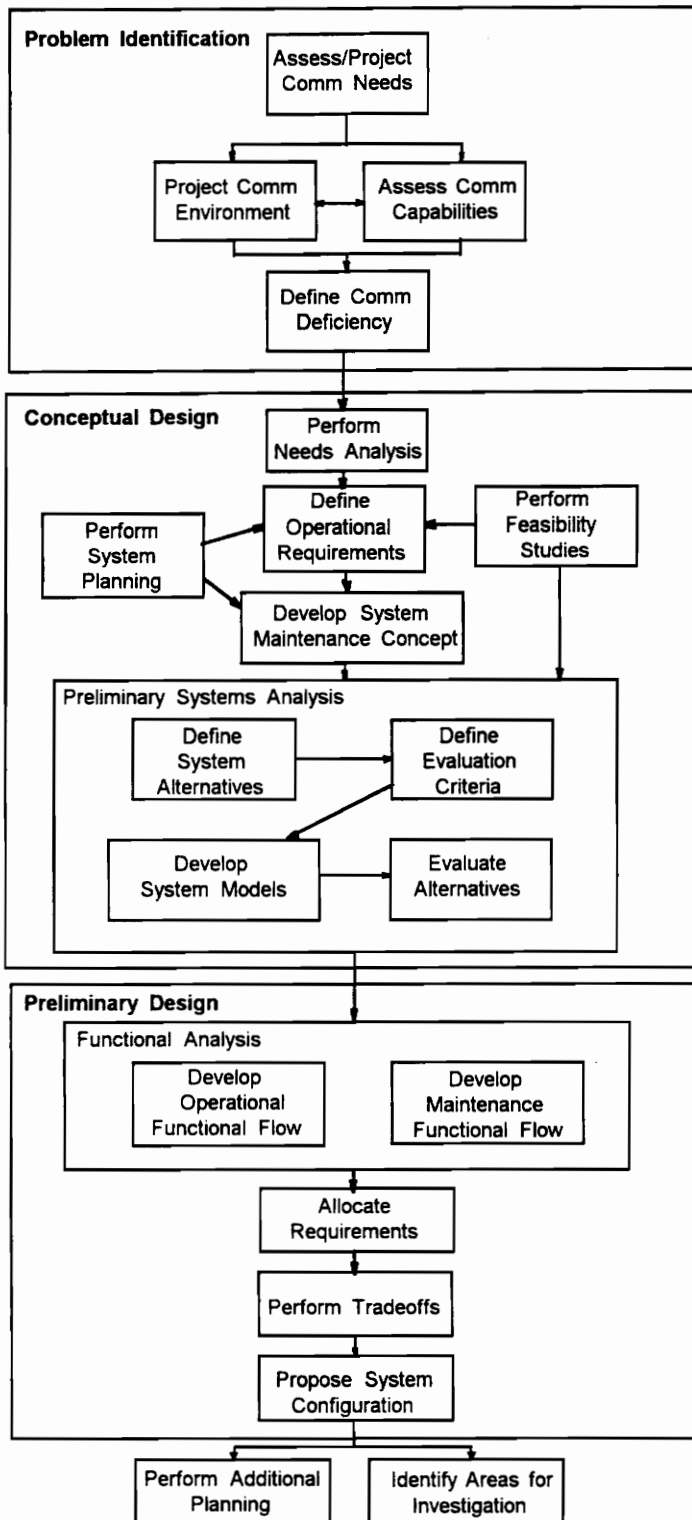 Problem Identification
Assess/Project
Comm Needs
Project Comm
Environment
Assess Comm
Capabilities
Define Comm
Deficiency
Conceptual Design
Perform
Needs Analysis
Perform
System
Planning
Define
Operational
Requirements
Perform
Feasibility
Studies
Develop System
Maintenance Concept
Preliminary Systems Analysis
Define
System
Alternatives
Define
Evaluation
Criteria
Develop
System Models
Evaluate
Alternatives
Preliminary Design
Functional Analysis
Develop
Operational
Functional Flow
Develop
Maintenance
Functional Flow
Allocate
Requirements
Perform Tradeoffs
Propose System
Configuration
Perform Additional
Planning
Identify Areas for
Investigation